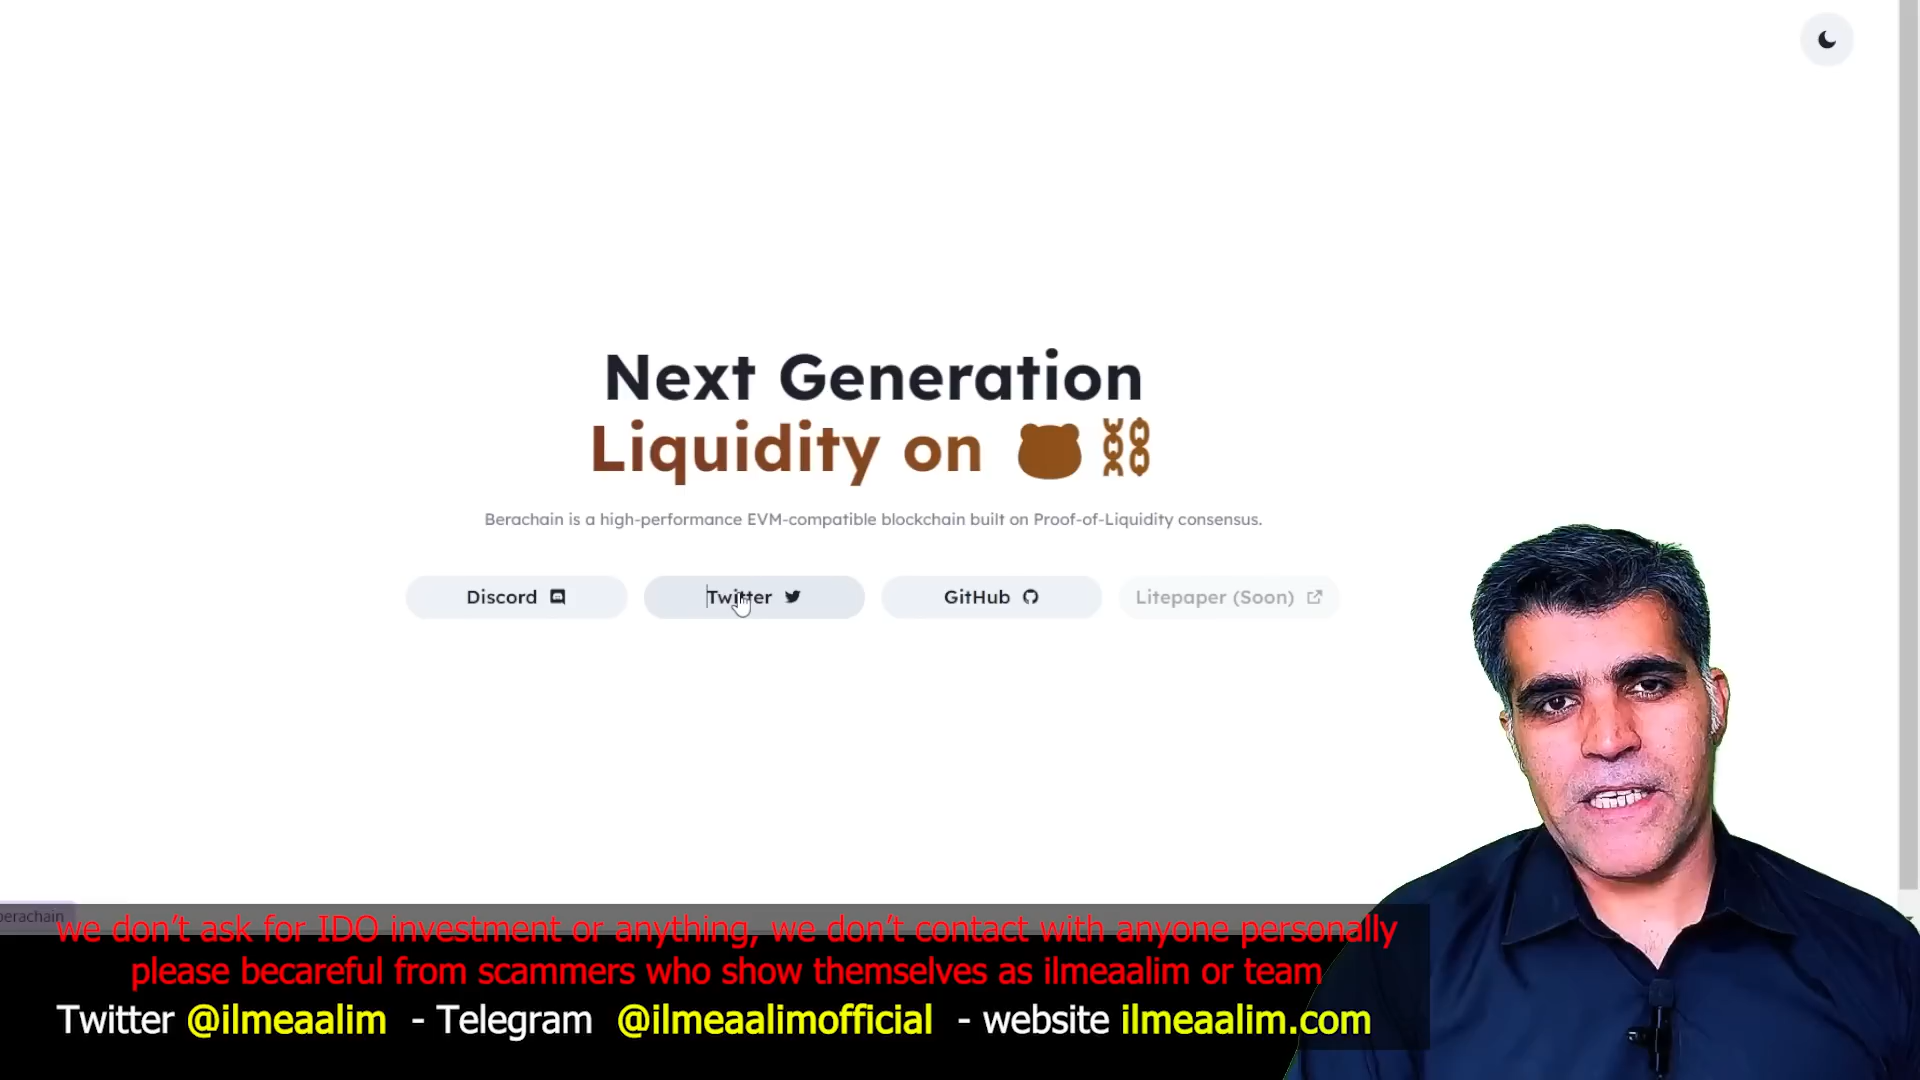 Next Generation
Liquidity on
Berachain is a high-performance EVM-compatible blockchain built on Proof-of-Liquidity consensus.
Discord
Twitter
GitHub
Litepaper (Soon)
berachain
we don't ask for IDO investment or anything, we don't contact with anyone personally
please becareful from scammers who show themselves as ilmeaalim or team
Twitter @ilmeaalim - Telegram @ilmeaalimofficial - website ilmeaalim.com